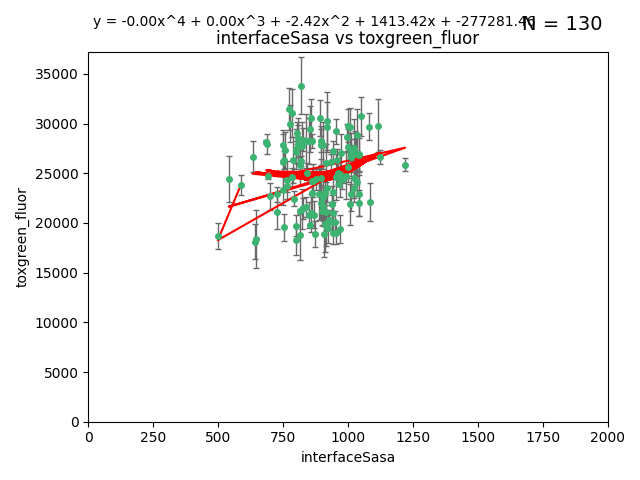 y = -0.00x^4 + 0.00x^3 + -2.42x^2 + 1413.42x + -277281.46
N = 130
interfaceSasa vs toxgreen_fluor
35000
30000
25000
20000
15000
10000
5000
0
toxgreen_fluor
0 250 500 750 1000 1250 1500 1750 2000
interfaceSasa